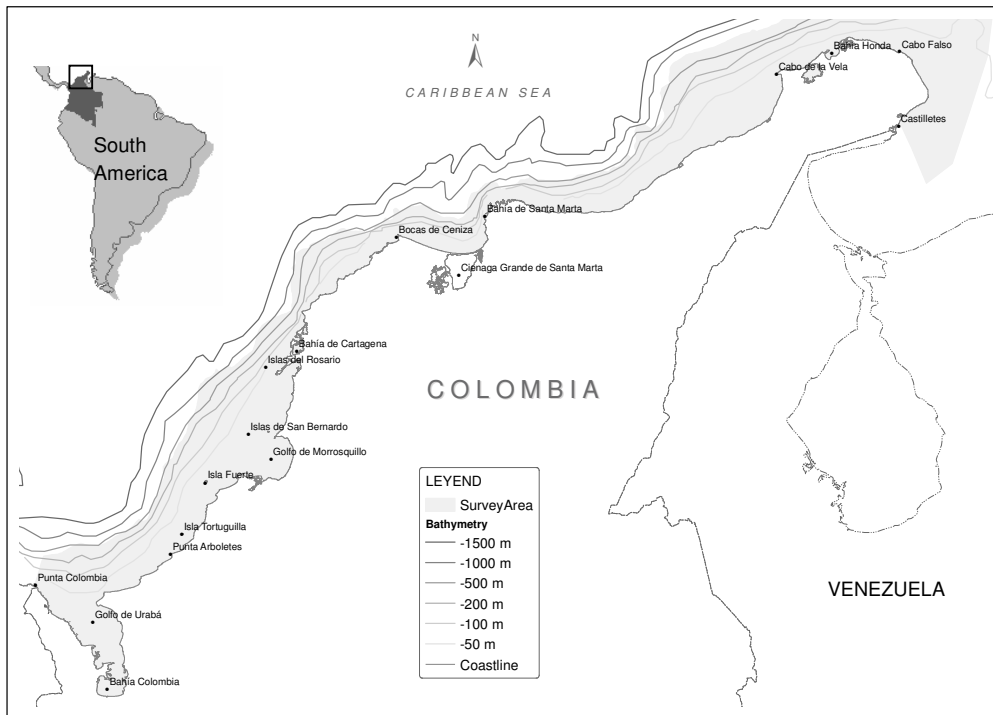 N
CARIBBEAN SEA
South
America
Bahía Honda
Cabo Falso
Cabo de la Vela
Castilletes
Bahía de Santa Marta
Bocas de Ceniza
Ciénaga Grande de Santa Marta
Bahía de Cartagena
Islas del Rosario
COLOMBIA
Islas de San Bernardo
Golfo de Morrosquillo
Isla Fuerte
Isla Tortuguilla
Punta Arboletes
Punta Colombia
Golfo de Urabá
Bahía Colombia
LEYEND
SurveyArea
Bathymetry
-1500 m
-1000 m
-500 m
-200 m
-100 m
-50 m
Coastline
VENEZUELA